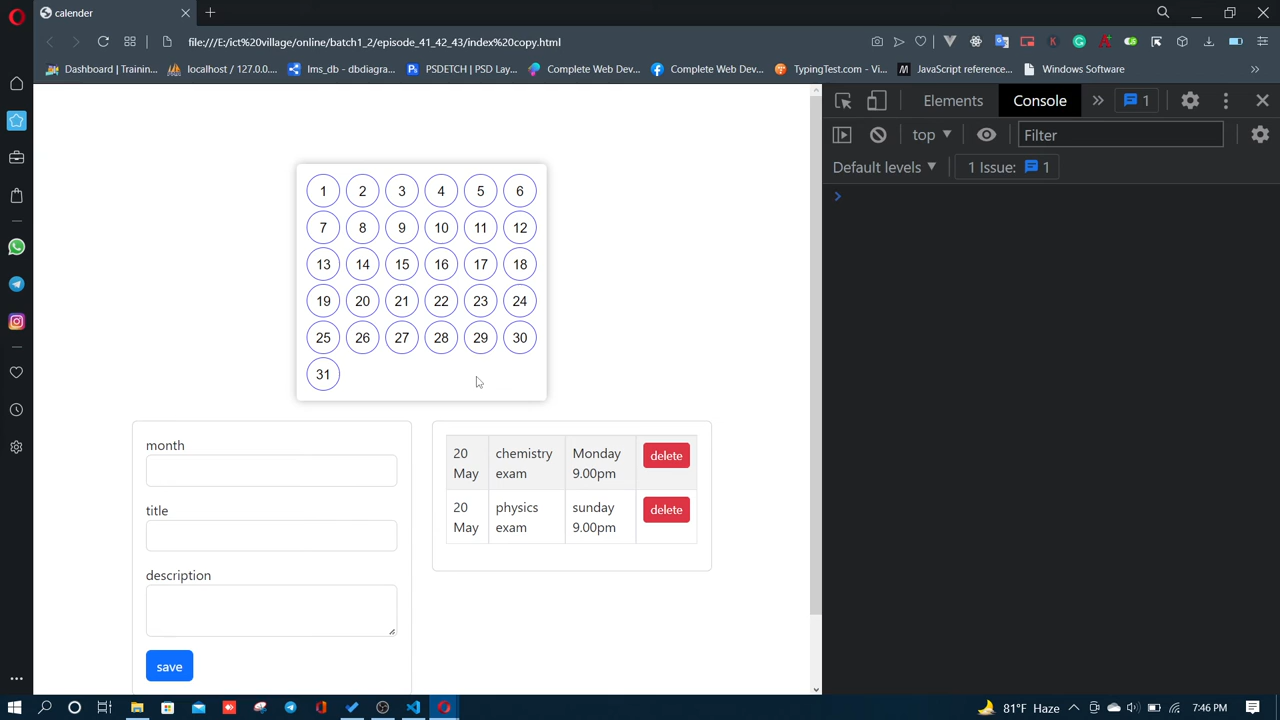 calender
file:///E:/ict%20village/online/batch1_2/episode_41_42_43/index%20copy.html
Dashboard | Trainin...
localhost / 127.0.0....
lms_db - dbdiagra...
PSDETCH | PSD Lay...
Complete Web Dev...
Complete Web Dev...
TypingTest.com - Vi...
JavaScript reference...
Windows Software
Elements
Console
1
top
Filter
Default levels
1 Issue:
1
1 2 3 4 5 6
7 8 9 10 11 12
13 14 15 16 17 18
19 20 21 22 23 24
25 26 27 28 29 30
31
month
title
description
save
20 May
chemistry exam
Monday 9.00pm
delete
20 May
physics exam
sunday 9.00pm
delete
81°F Haze
7:46 PM